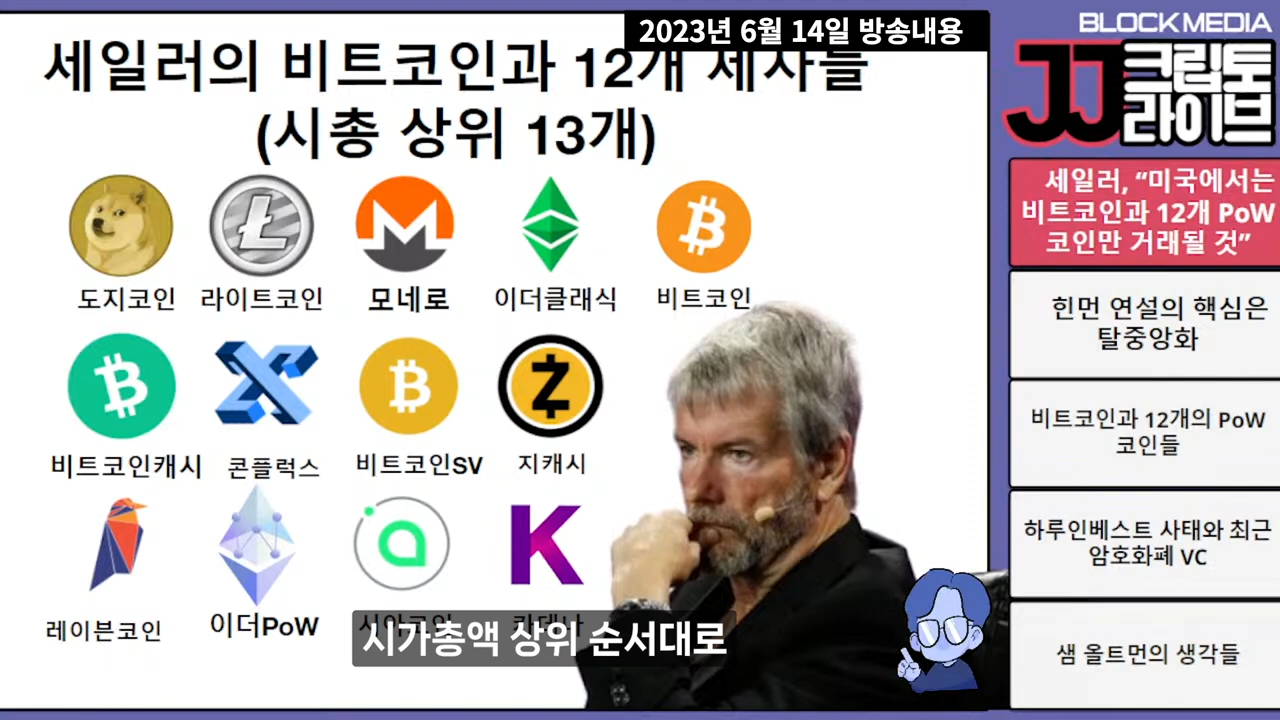 2023년 6월 14일 방송내용
세일러의 비트코인과 12개 제자들
(시총 상위 13개)
도지코인
라이트코인
모네로
이더클래식
비트코인
비트코인캐시
콘플럭스
비트코인SV
지캐시
레이븐코인
이더PoW
시아코인
카데나
시가총액 상위 순서대로
BLOCKMEDIA
JJ 크립토
라이브
세일러, “미국에서는
비트코인과 12개 PoW
코인만 거래될 것”
힌먼 연설의 핵심은
탈중앙화
비트코인과 12개의 PoW
코인들
하루인베스트 사태와 최근
암호화폐 VC
샘 올트먼의 생각들